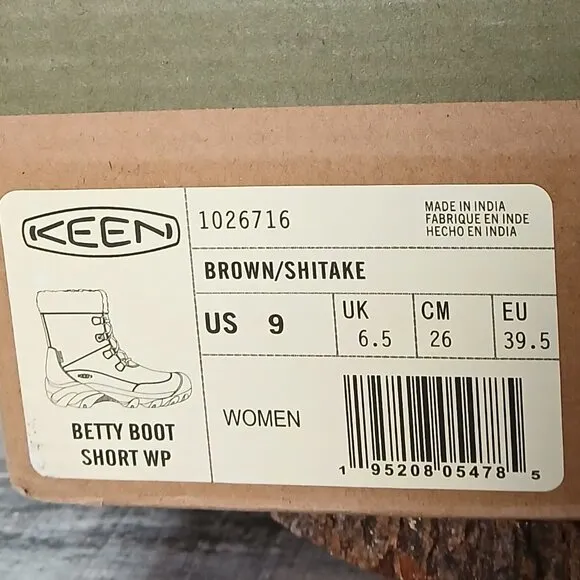 KEEN
1026716
MADE IN INDIA
FABRIQUE EN INDE
HECHO EN INDIA
BROWN/SHITAKE
US 9
UK 6.5
CM 26
EU 39.5
KEEN
BETTY BOOT
SHORT WP
WOMEN
1 95208 05478 5